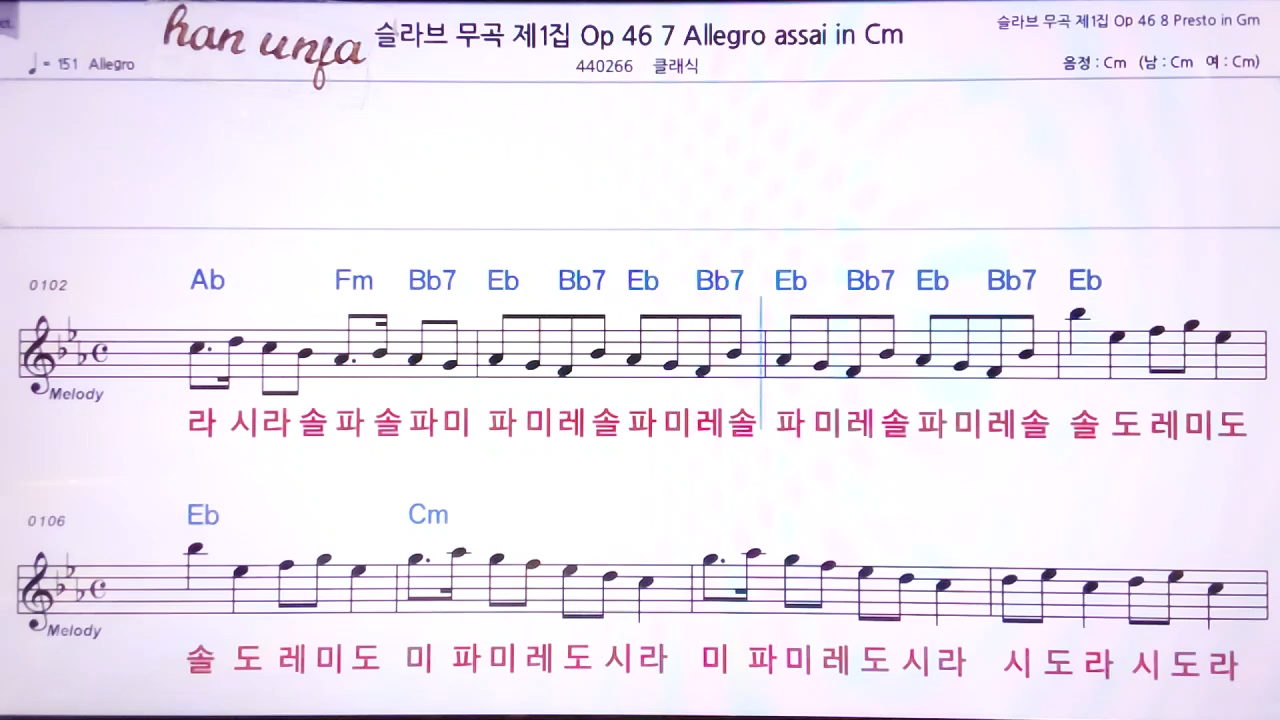 han unfa
슬라브 무곡 제1집 Op 46 7 Allegro assai in Cm
슬라브 무곡 제1집 Op 46 8 Presto in Gm
♩= 151 Allegro
440266 클래식
음정 : Cm (남 : Cm 여 : Cm)
0102
Ab Fm Bb7 Eb Bb7 Eb Bb7 Eb Bb7 Eb Bb7 Eb
Melody
라 시 라 솔 파 솔 파 미 파 미 레 솔 파 미 레 솔 파 미 레 솔 파 미 레 솔 솔 도 레 미 도
0106
Eb Cm
Melody
솔 도 레 미 도 미 파 미 레 도 시 라 미 파 미 레 도 시 라 시 도 라 시 도 라